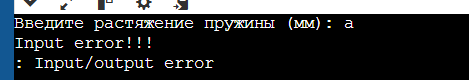 Введите растяжение пружины (мм): a
Input error!!!
: Input/output error